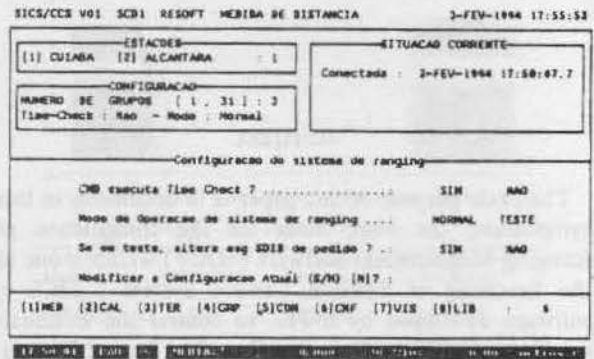 SICS/CCS V01 SCD1 RESOFT MEDIDA DE DISTANCIA 3-FEV-1994 17:55:53
ESTACOES
[1] CUIABA [2] ALCANTARA : 1
SITUACAO CORRENTE
Conectada : 3-FEV-1994 17:50:07.7
CONFIGURACAO
NUMERO DE GRUPOS [ 1 , 31 ] : 3
Time-Check : Nao - Modo : Normal
Configuracao do sistema de ranging
CMD executa Time Check ? : SIM NAO
Modo de Operacao de sistema de ranging ....: NORMAL TESTE
Se em teste, altera msg SDID de pedido ? .: SIM NAO
Modificar a Configuracao Atual (S/N) [N]? :
[1]MED [2]CAL [3]TER [4]GRP [5]CON [6]CNF [7]VIS [8]LIB : 6